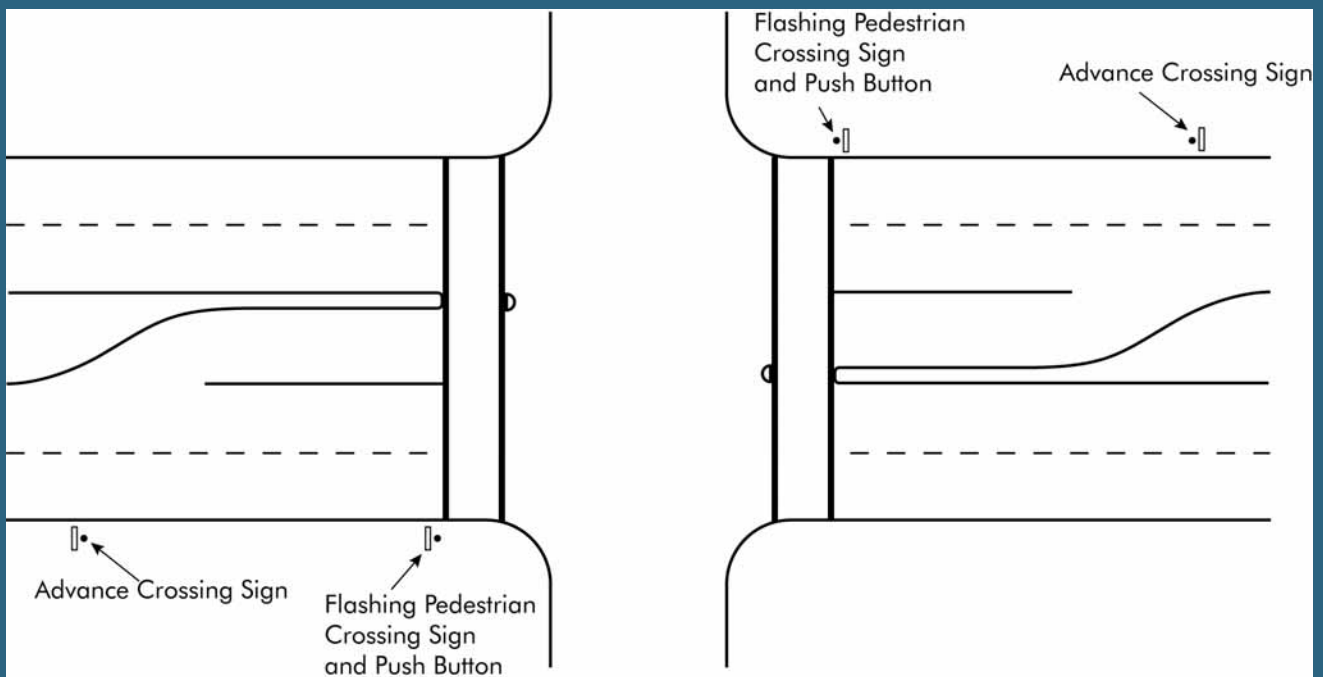 Flashing Pedestrian
Crossing Sign
and Push Button
Advance Crossing Sign
Advance Crossing Sign
Flashing Pedestrian
Crossing Sign
and Push Button